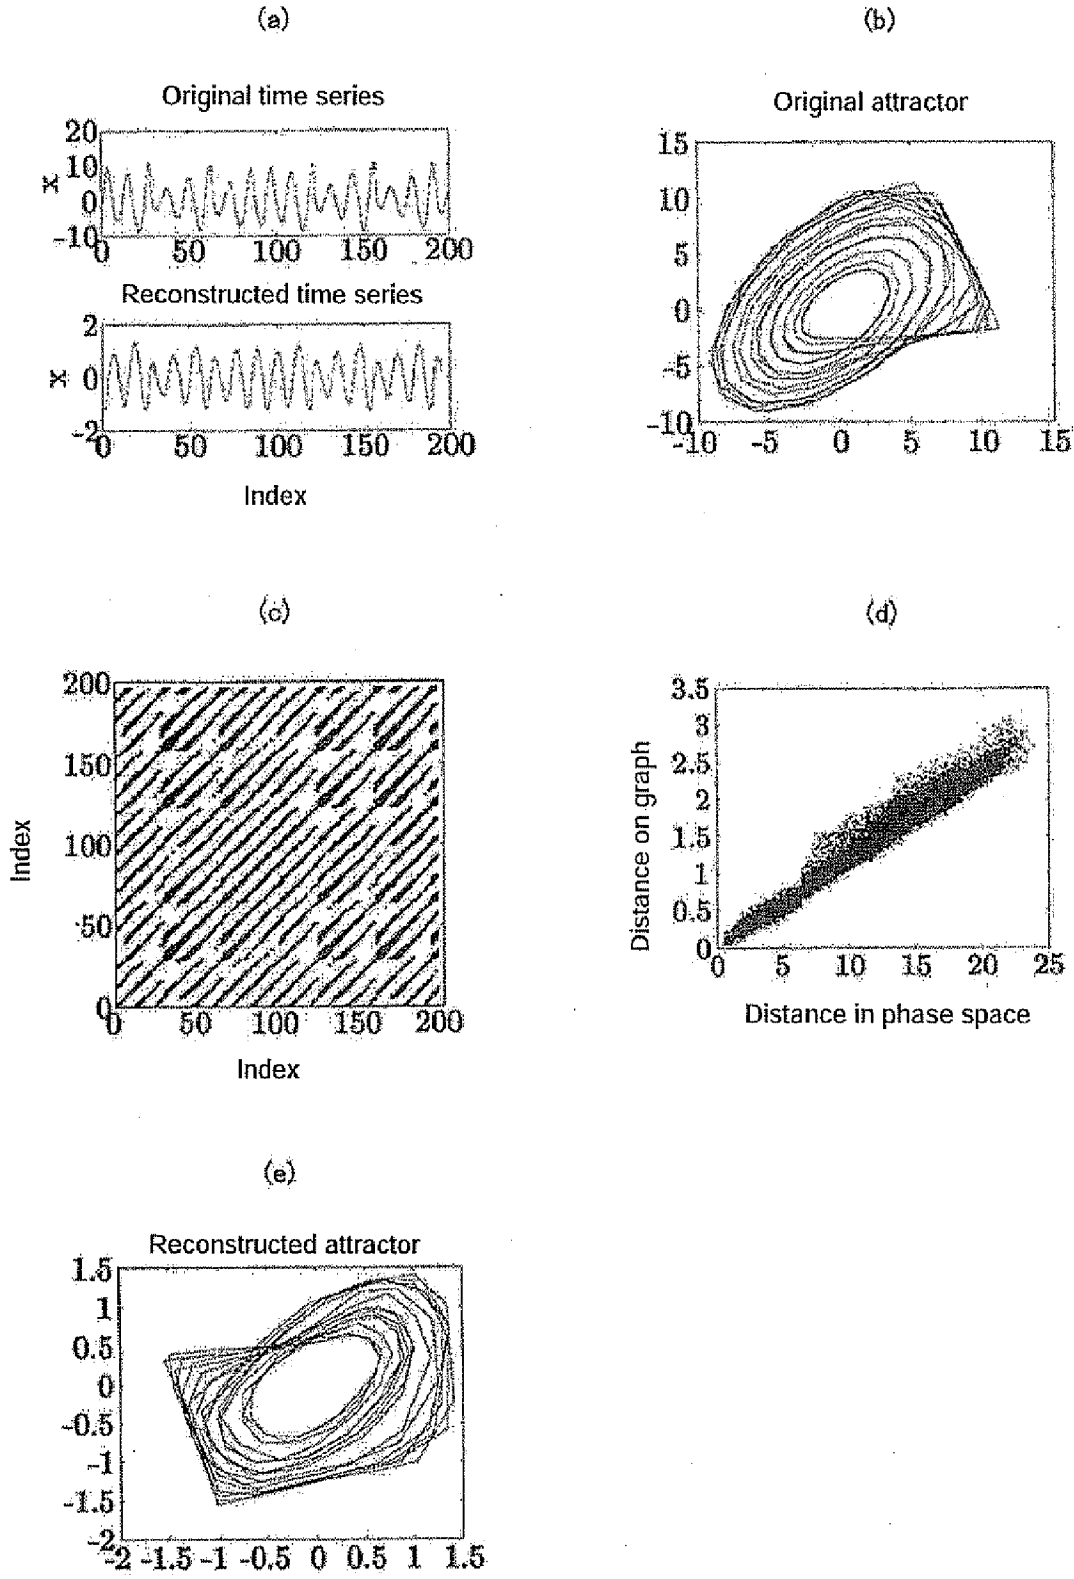 (a)
Original time series
20
10
0
-10
x
0 50 100 150 200
Reconstructed time series
2
0
-2
x
0 50 100 150 200
Index
(b)
Original attractor
15
10
5
0
-5
-10
-10 -5 0 5 10 15
(c)
200
150
100
50
0
Index
0 50 100 150 200
Index
(d)
3.5
3
2.5
2
1.5
1
0.5
0
Distance on graph
0 5 10 15 20 25
Distance in phase space
(e)
Reconstructed attractor
1.5
1
0.5
0
-0.5
-1
-1.5
-2
-2 -1.5 -1 -0.5 0 0.5 1 1.5